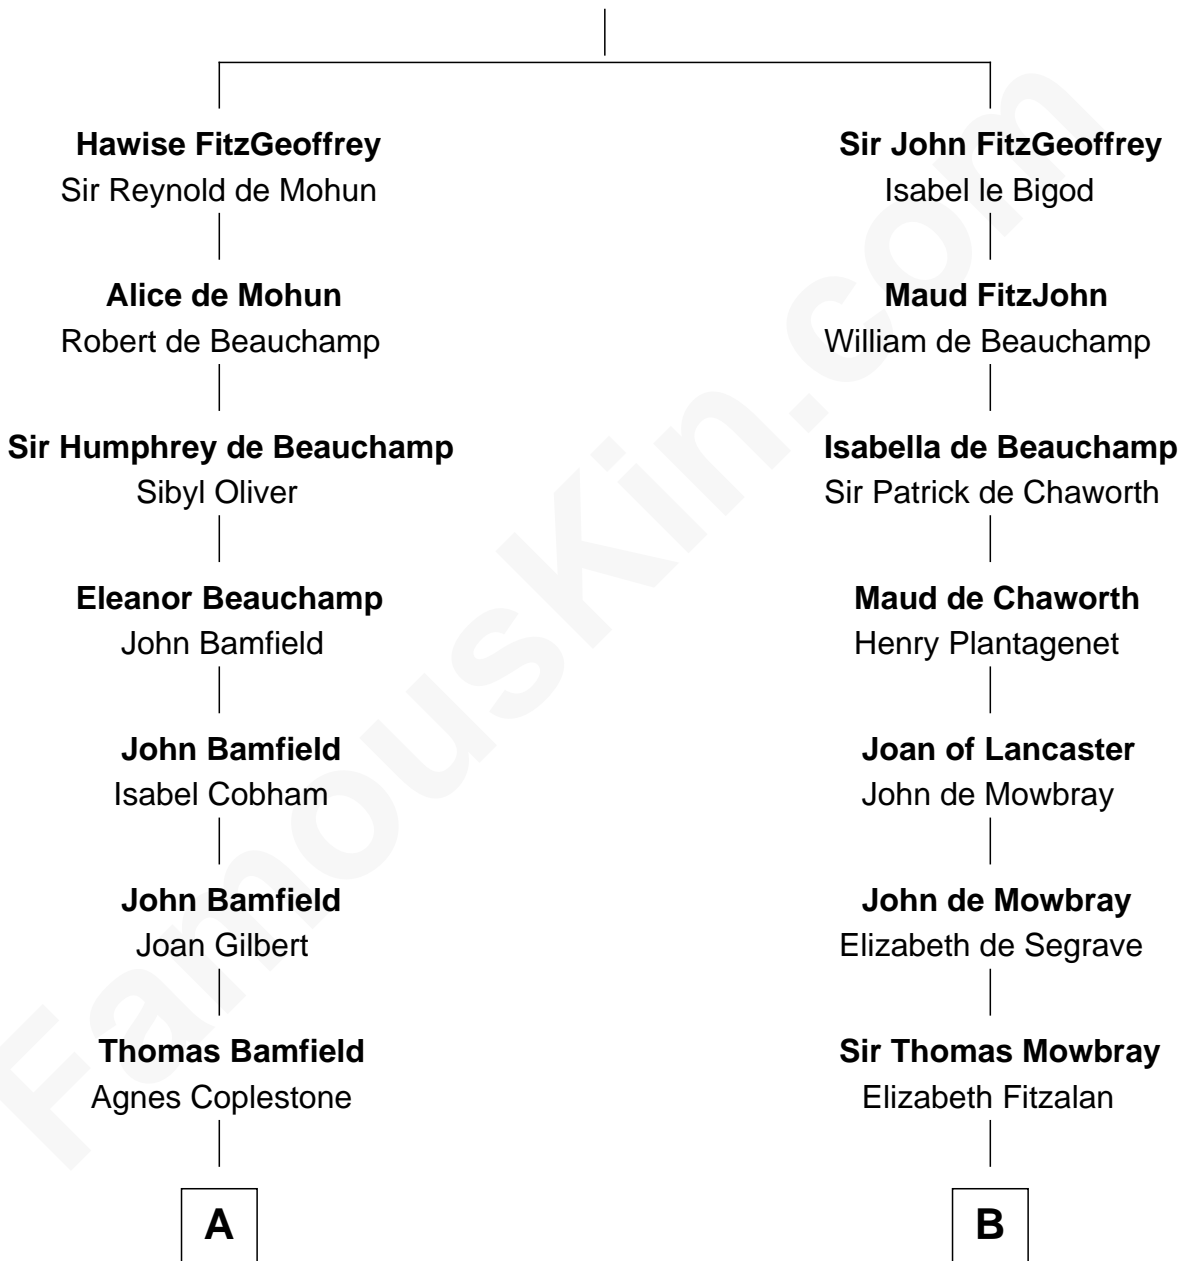 Hawise FitzGeoffrey
Sir Reynold de Mohun
Alice de Mohun
Robert de Beauchamp
Sir Humphrey de Beauchamp
Sibyl Oliver
Eleanor Beauchamp
John Bamfield
John Bamfield
Isabel Cobham
John Bamfield
Joan Gilbert
Thomas Bamfield
Agnes Coplestone
A
Sir John FitzGeoffrey
Isabel le Bigod
Maud FitzJohn
William de Beauchamp
Isabella de Beauchamp
Sir Patrick de Chaworth
Maud de Chaworth
Henry Plantagenet
Joan of Lancaster
John de Mowbray
John de Mowbray
Elizabeth de Segrave
Sir Thomas Mowbray
Elizabeth Fitzalan
B
FamousKin.com